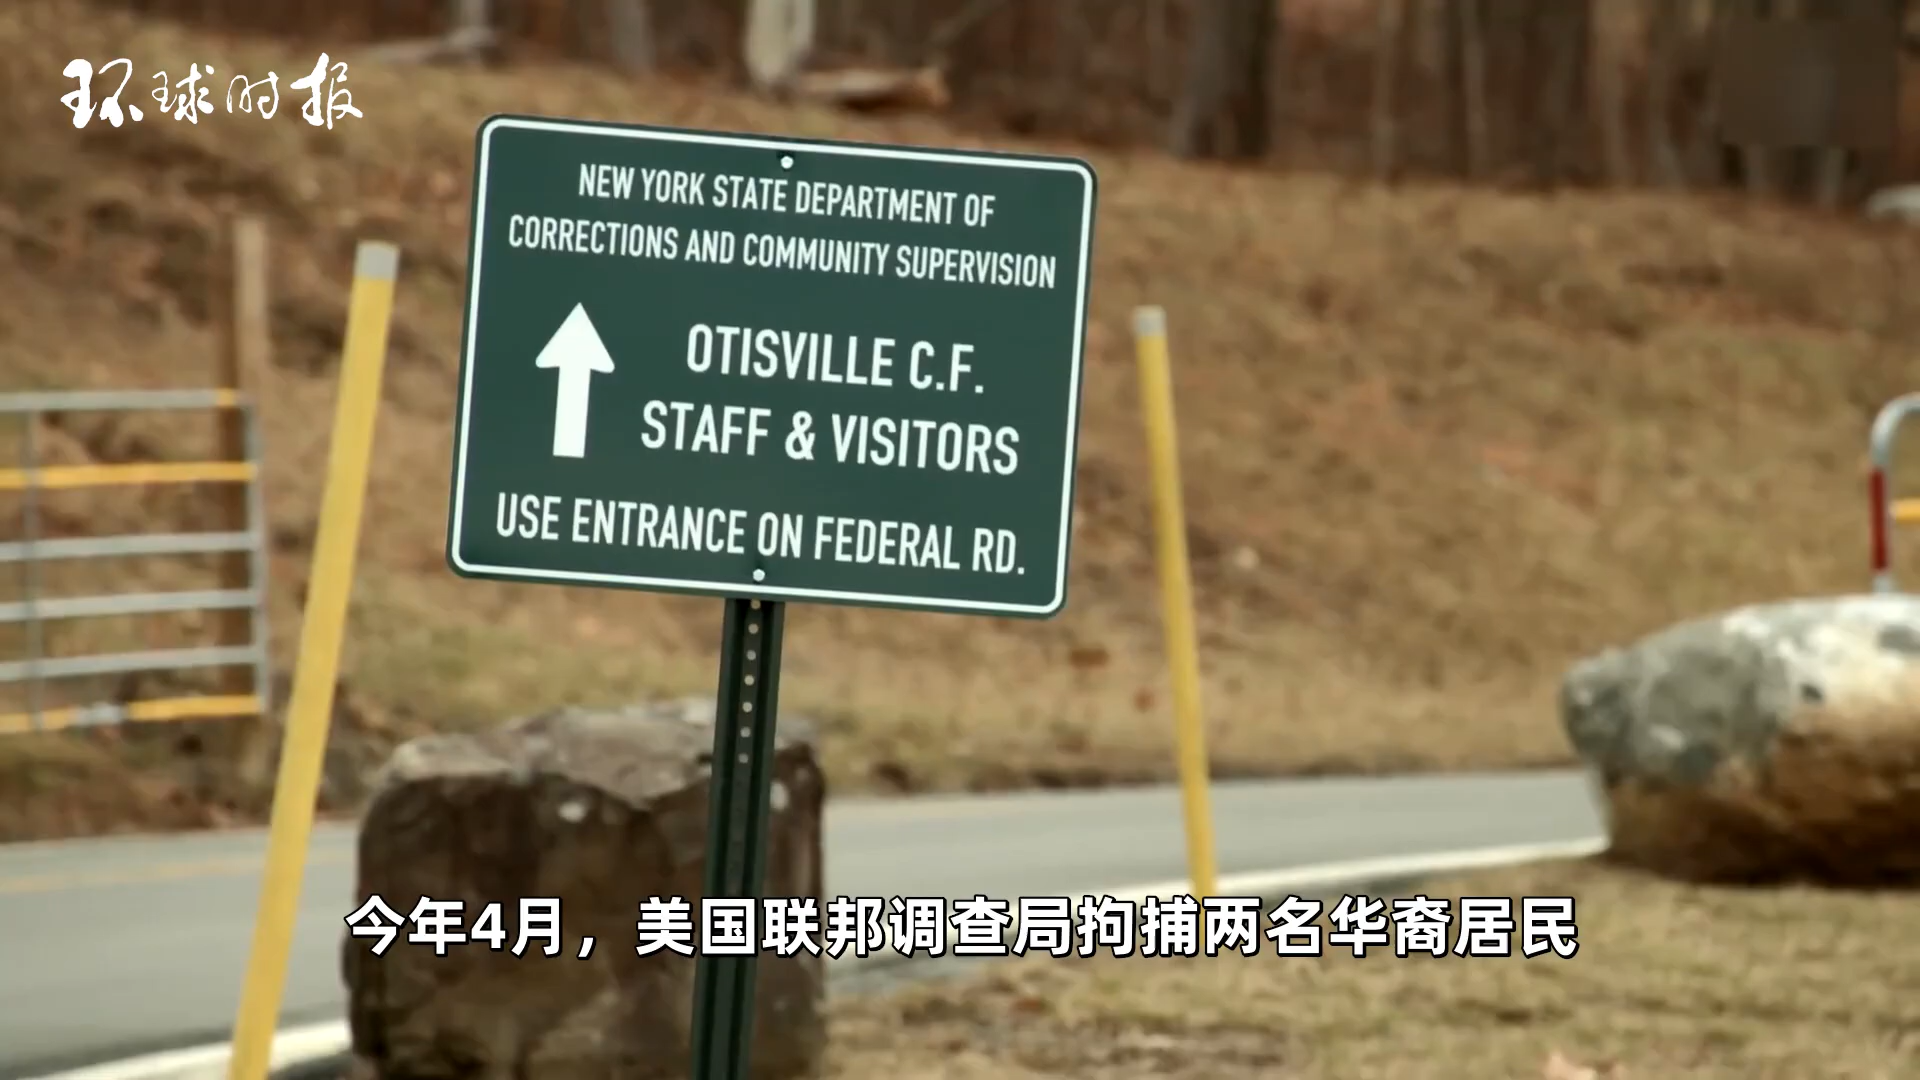 环球时报
NEW YORK STATE DEPARTMENT OF
CORRECTIONS AND COMMUNITY SUPERVISION
OTISVILLE C.F.
STAFF & VISITORS
USE ENTRANCE ON FEDERAL RD.
今年4月，美国联邦调查局拘捕两名华裔居民